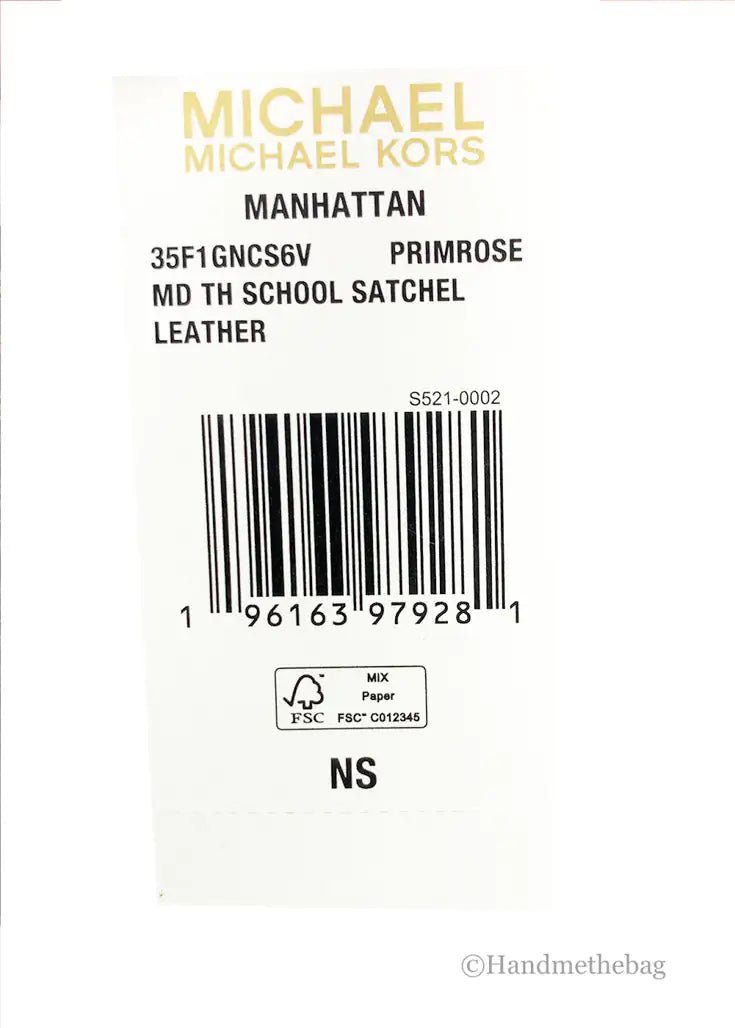 MICHAEL
MICHAEL KORS
MANHATTAN
35F1GNCS6V PRIMROSE
MD TH SCHOOL SATCHEL
LEATHER
S521-0002
1 96163 97928 1
FSC
MIX
Paper
FSC™ C012345
NS
©Handmethebag